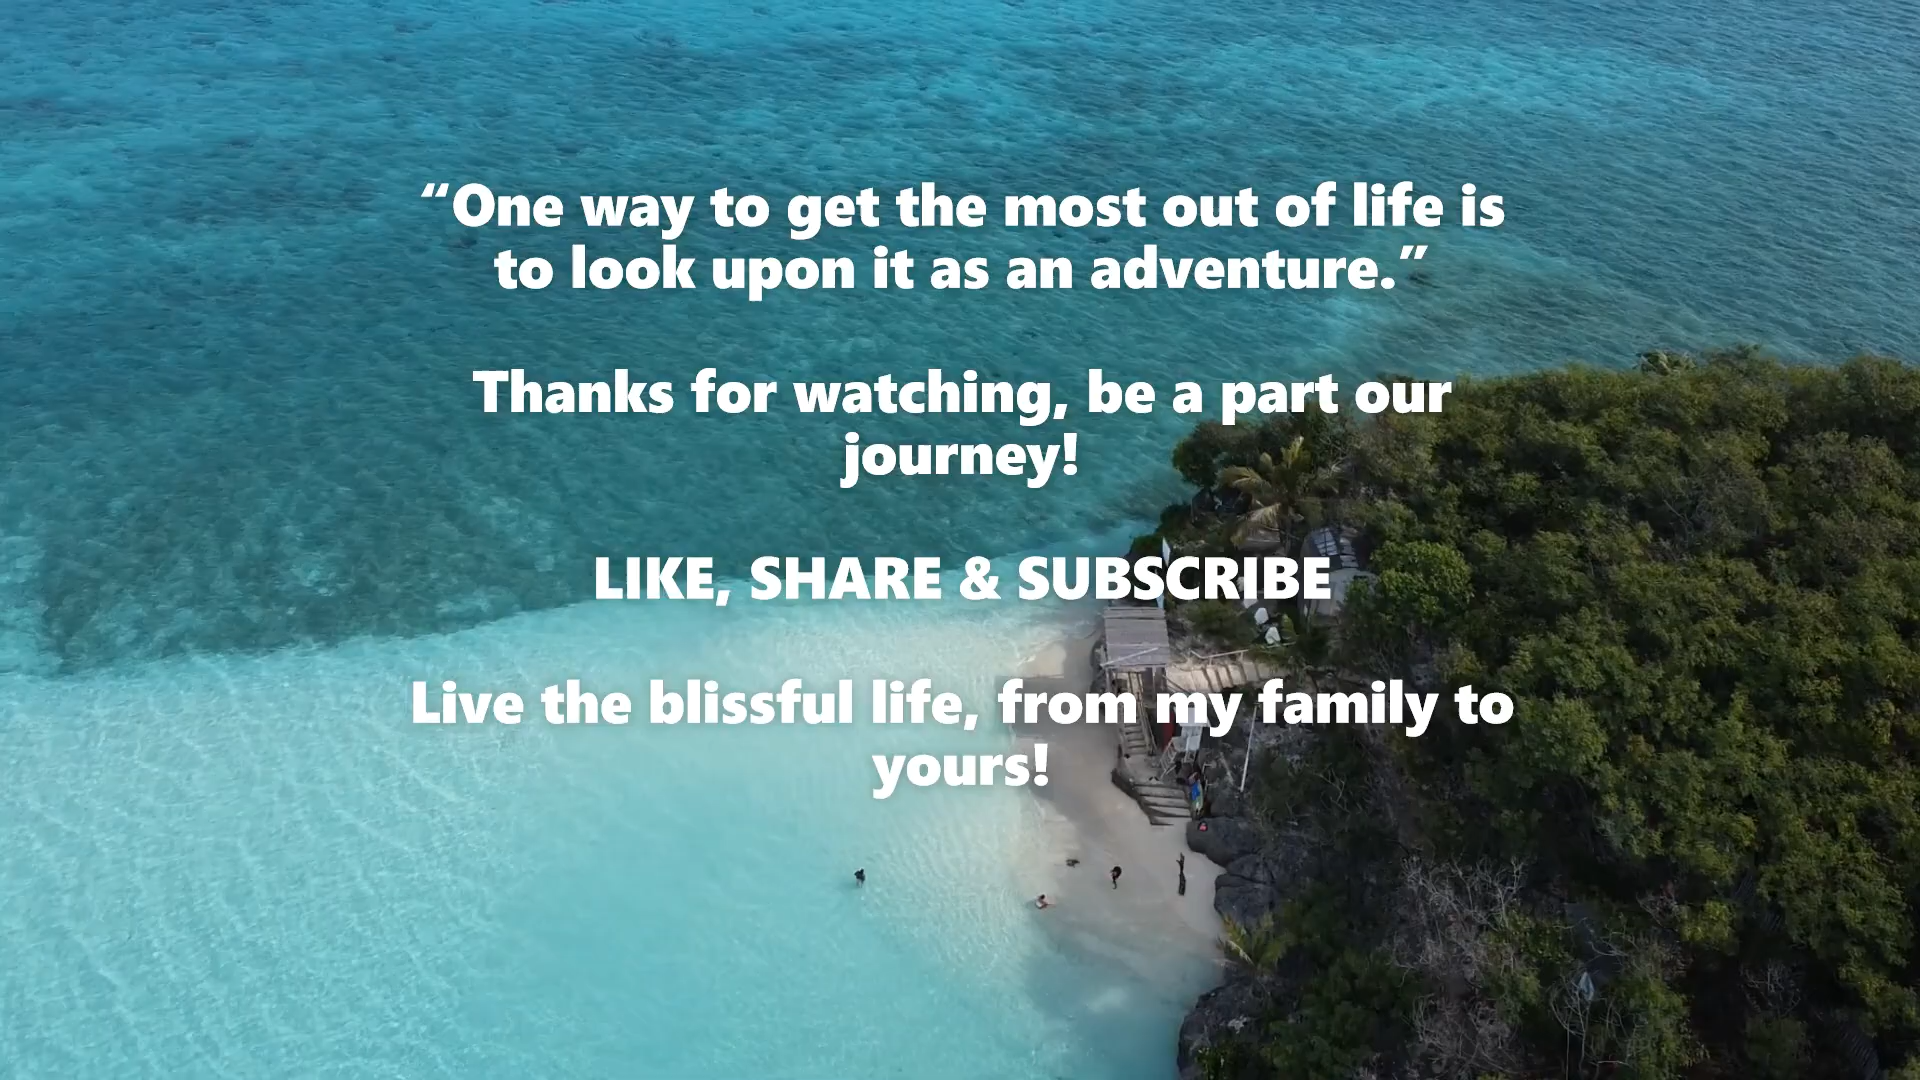 “One way to get the most out of life is
to look upon it as an adventure.”
Thanks for watching, be a part our
journey!
LIKE, SHARE & SUBSCRIBE
Live the blissful life, from my family to
yours!